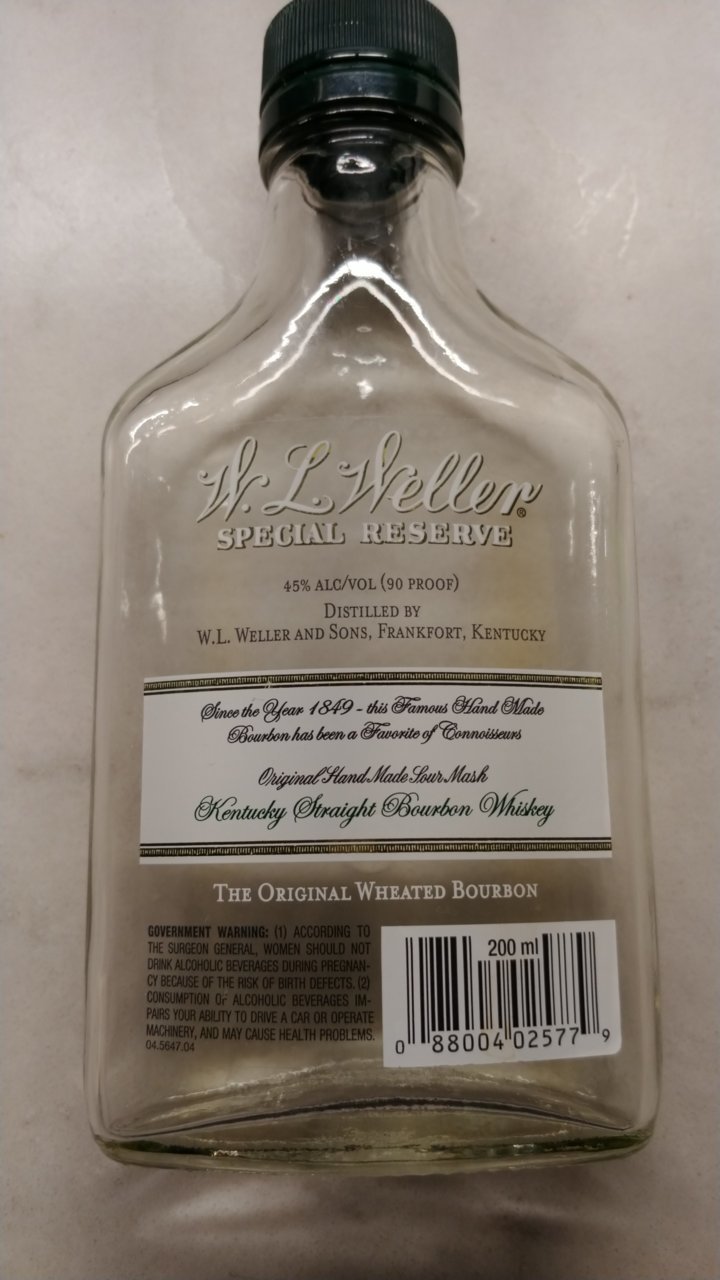 W. L. Weller®
SPECIAL RESERVE
45% ALC/VOL (90 PROOF)
DISTILLED BY
W.L. WELLER AND SONS, FRANKFORT, KENTUCKY
Since the Year 1849 - this Famous Hand Made
Bourbon has been a Favorite of Connoisseurs
Original Hand Made Sour Mash
Kentucky Straight Bourbon Whiskey
THE ORIGINAL WHEATED BOURBON
GOVERNMENT WARNING: (1) ACCORDING TO
THE SURGEON GENERAL, WOMEN SHOULD NOT
DRINK ALCOHOLIC BEVERAGES DURING PREGNAN-
CY BECAUSE OF THE RISK OF BIRTH DEFECTS. (2)
CONSUMPTION OF ALCOHOLIC BEVERAGES IM-
PAIRS YOUR ABILITY TO DRIVE A CAR OR OPERATE
MACHINERY, AND MAY CAUSE HEALTH PROBLEMS.
04.5647.04
200 ml
0 88004 02577 9